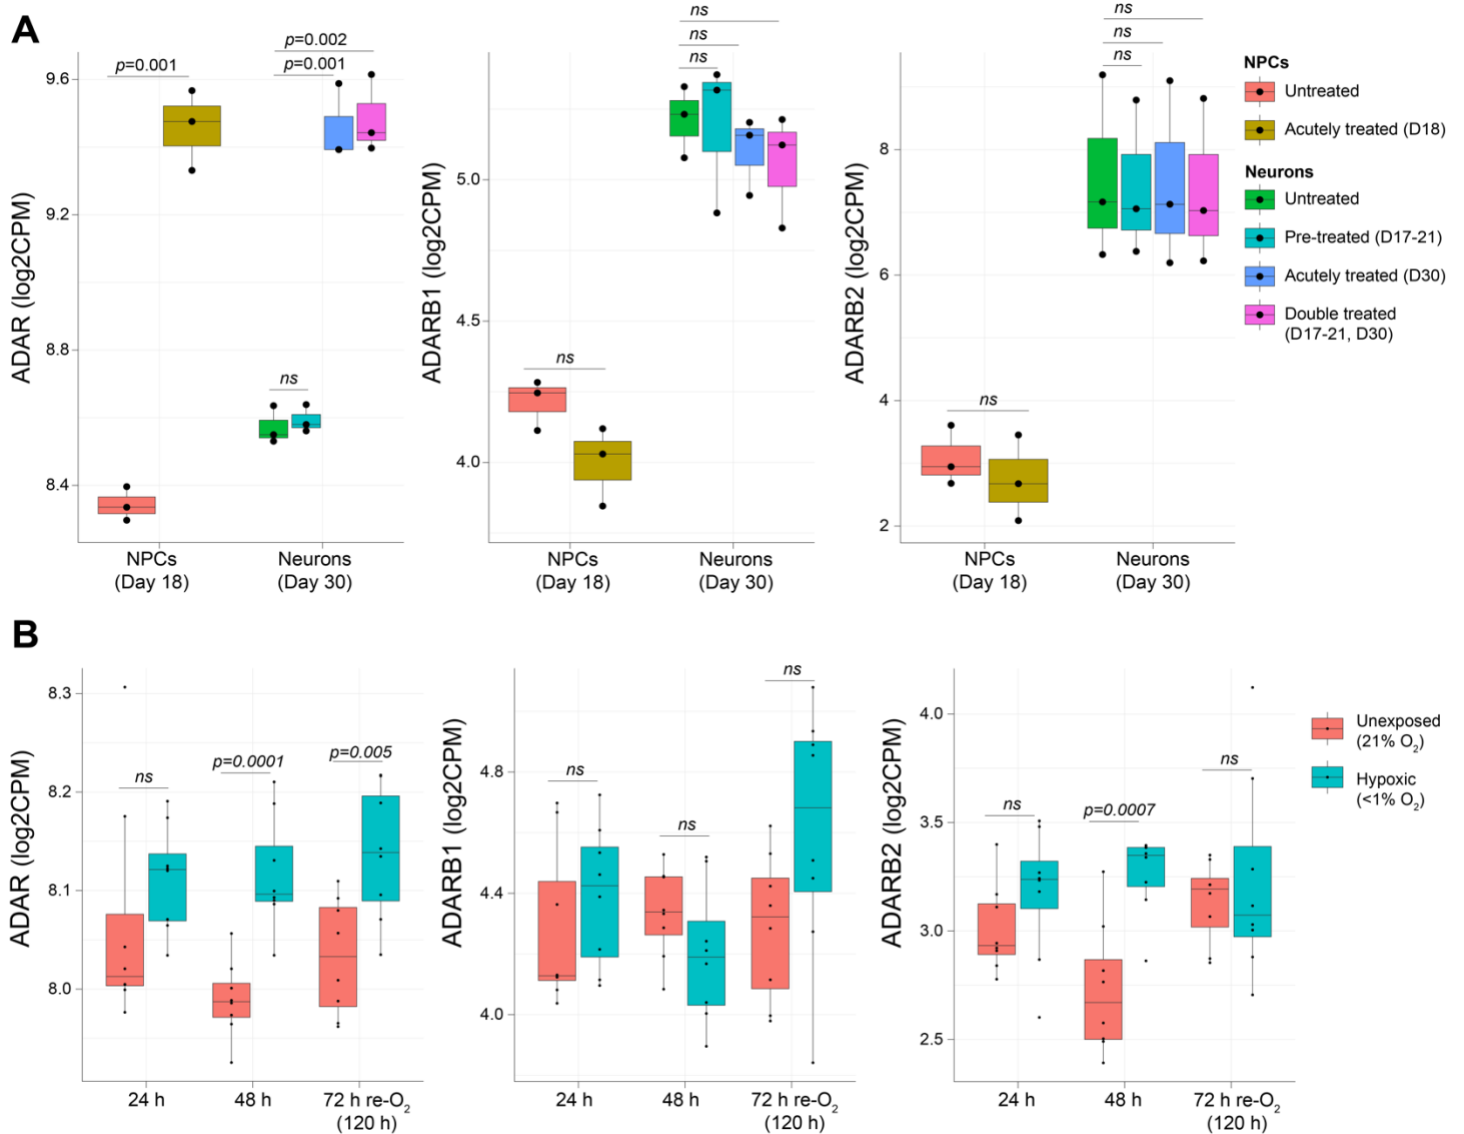 A
ADAR (log2CPM)
9.6
9.2
8.8
8.4
p=0.001
p=0.002
p=0.001
ns
NPCs
(Day 18)
Neurons
(Day 30)
ADARB1 (log2CPM)
5.0
4.5
4.0
ns
ns
ns
ns
NPCs
(Day 18)
Neurons
(Day 30)
ADARB2 (log2CPM)
8
6
4
2
ns
ns
ns
ns
NPCs
(Day 18)
Neurons
(Day 30)
NPCs
Untreated
Acutely treated (D18)
Neurons
Untreated
Pre-treated (D17-21)
Acutely treated (D30)
Double treated
(D17-21, D30)
B
ADAR (log2CPM)
8.3
8.2
8.1
8.0
ns
p=0.0001
p=0.005
24 h
48 h
72 h re-O₂
(120 h)
ADARB1 (log2CPM)
4.8
4.4
4.0
ns
ns
ns
24 h
48 h
72 h re-O₂
(120 h)
ADARB2 (log2CPM)
4.0
3.5
3.0
2.5
ns
p=0.0007
ns
24 h
48 h
72 h re-O₂
(120 h)
Unexposed
(21% O₂)
Hypoxic
(<1% O₂)